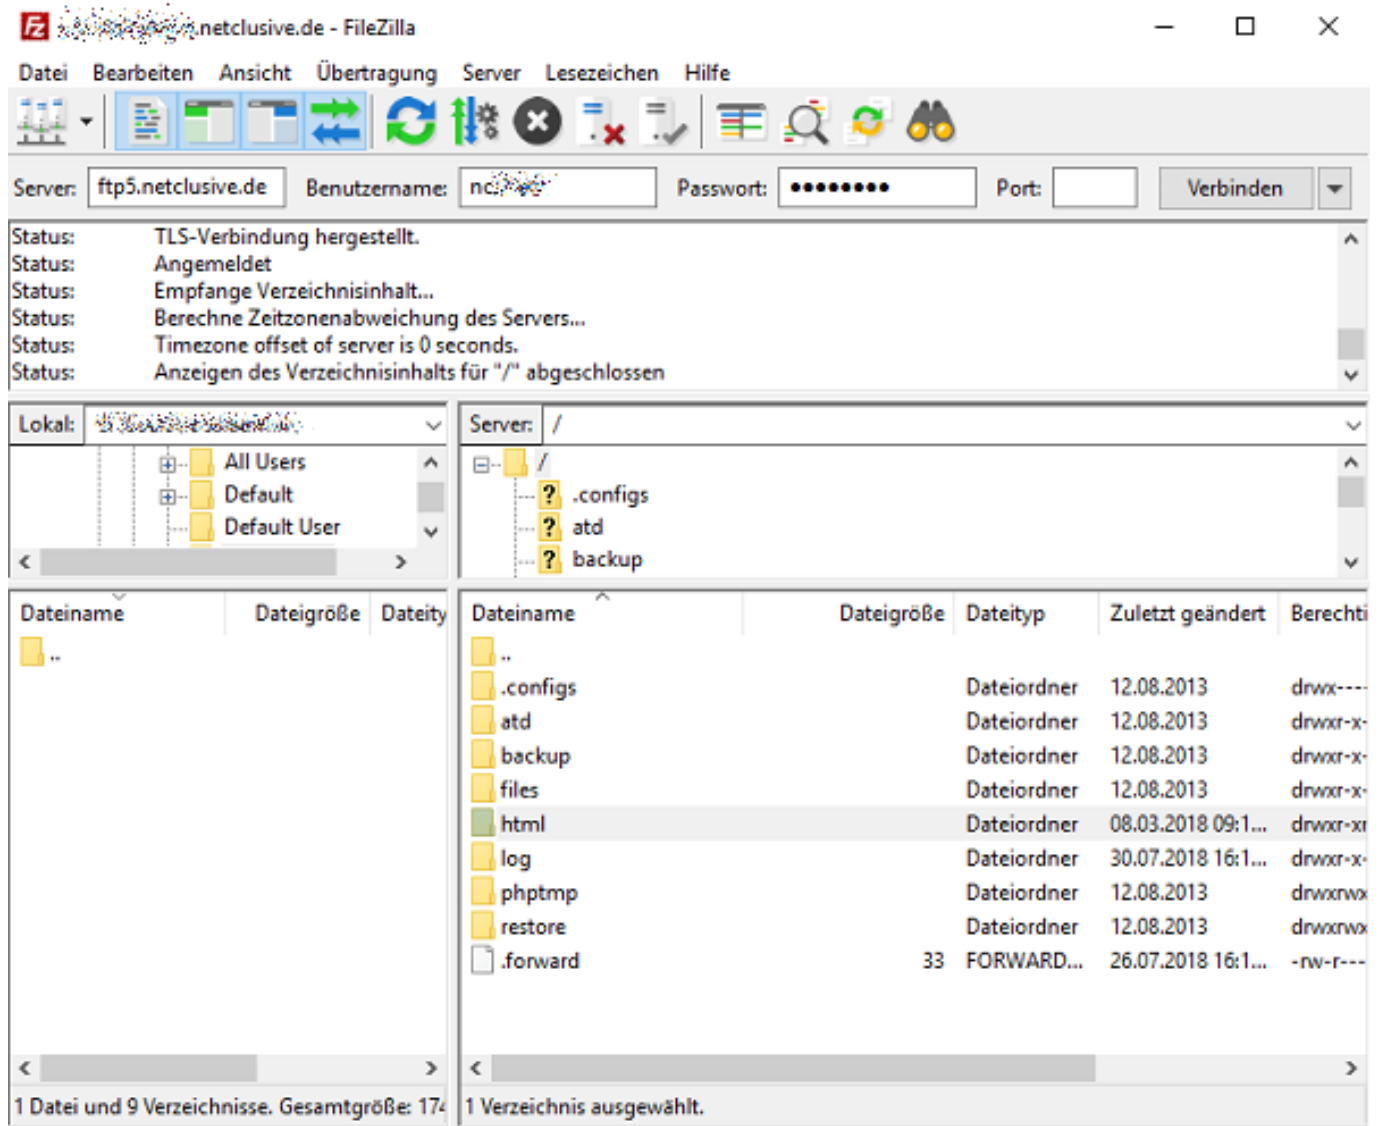 .netclusive.de - FileZilla
Datei Bearbeiten Ansicht Übertragung Server Lesezeichen Hilfe
Server: ftp5.netclusive.de Benutzername: nc Passwort: ●●●●●●●● Port: Verbinden
Status: TLS-Verbindung hergestellt.
Status: Angemeldet
Status: Empfange Verzeichnisinhalt...
Status: Berechne Zeitzonenabweichung des Servers...
Status: Timezone offset of server is 0 seconds.
Status: Anzeigen des Verzeichnisinhalts für "/" abgeschlossen
Lokal:
All Users
Default
Default User
Server: /
/
? .configs
? atd
? backup
Dateiname Dateigröße Dateity
..
1 Datei und 9 Verzeichnisse. Gesamtgröße: 174
Dateiname Dateigröße Dateityp Zuletzt geändert Berechti
..
.configs Dateiordner 12.08.2013 drwx----
atd Dateiordner 12.08.2013 drwxr-x-
backup Dateiordner 12.08.2013 drwxr-x-
files Dateiordner 12.08.2013 drwxr-x-
html Dateiordner 08.03.2018 09:1... drwxr-xr
log Dateiordner 30.07.2018 16:1... drwxr-x-
phptmp Dateiordner 12.08.2013 drwxrwx
restore Dateiordner 12.08.2013 drwxrwx
.forward 33 FORWARD... 26.07.2018 16:1... -rw-r---
1 Verzeichnis ausgewählt.